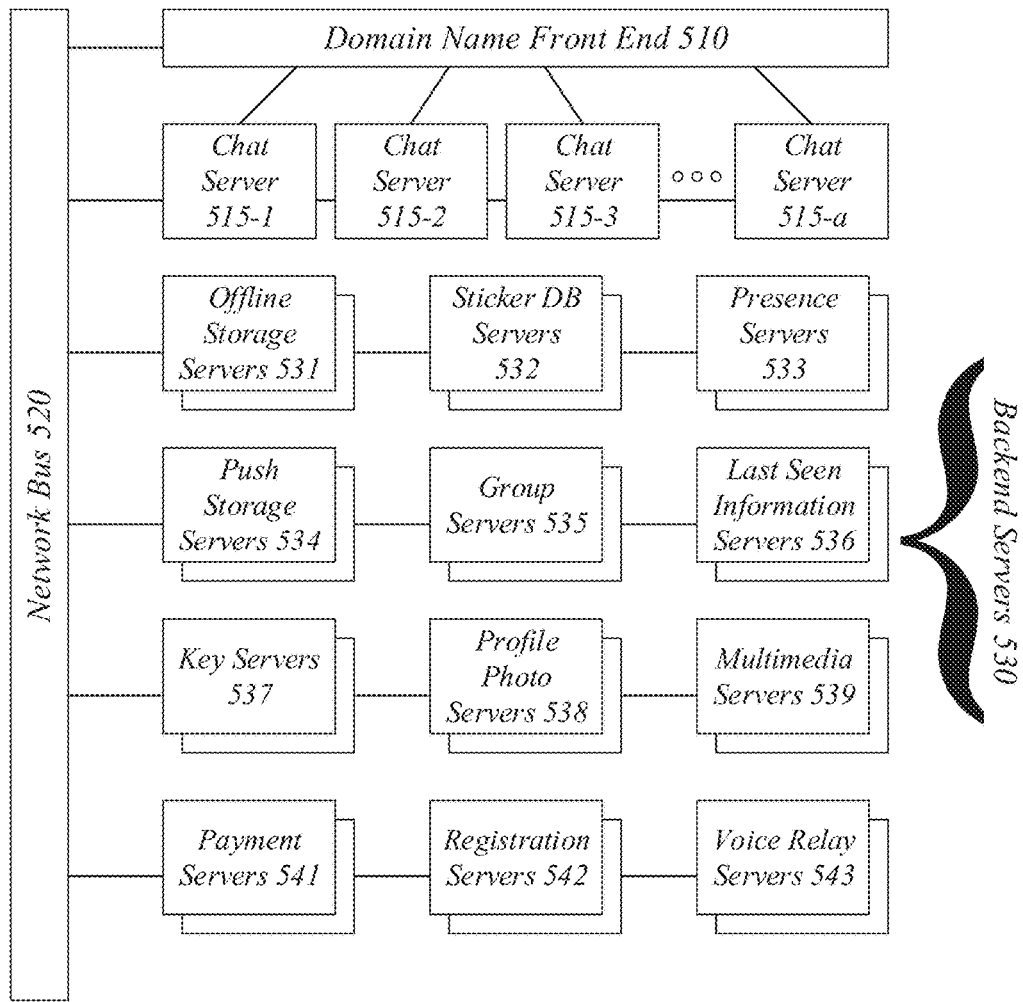 Domain Name Front End 510
Chat
Server
515-1
Chat
Server
515-2
Chat
Server
515-3
ooo
Chat
Server
515-a
Offline
Storage
Servers 531
Sticker DB
Servers
532
Presence
Servers
533
Push
Storage
Servers 534
Group
Servers 535
Last Seen
Information
Servers 536
Key Servers
537
Profile
Photo
Servers 538
Multimedia
Servers 539
Payment
Servers 541
Registration
Servers 542
Voice Relay
Servers 543
Network Bus 520
Backend Servers 530